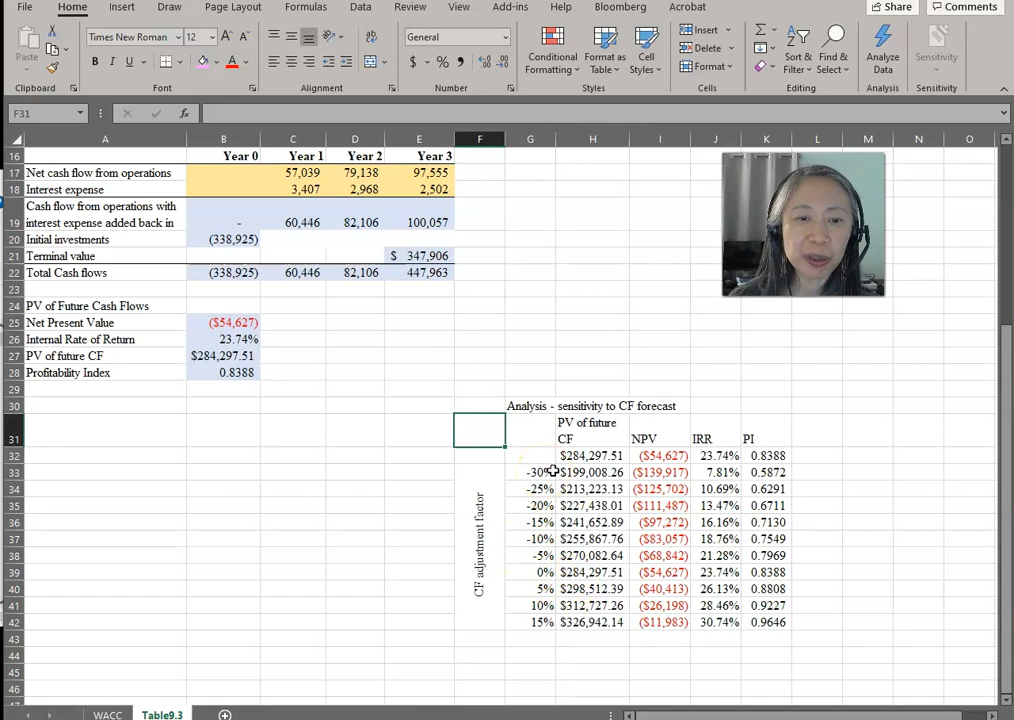 File Home Insert Draw Page Layout Formulas Data Review View Add-ins Help Bloomberg Acrobat Share Comments
Times New Roman 12 General Insert
Paste Conditional Formatting Format as Table Cell Styles Delete Sort & Filter Find & Select Analyze Data Sensitivity
B I U A $ % Format
Clipboard Font Alignment Number Styles Cells Editing Analysis Sensitivity
F31 fx
A B C D E F G H I J K L M N O
16 Year 0 Year 1 Year 2 Year 3
17 Net cash flow from operations 57,039 79,138 97,555
18 Interest expense 3,407 2,968 2,502
Cash flow from operations with
19 interest expense added back in - 60,446 82,106 100,057
20 Initial investments (338,925)
21 Terminal value $ 347,906
22 Total Cash flows (338,925) 60,446 82,106 447,963
23
24 PV of Future Cash Flows
25 Net Present Value ($54,627)
26 Internal Rate of Return 23.74%
27 PV of future CF $284,297.51
28 Profitability Index 0.8388
29
30 Analysis - sensitivity to CF forecast
PV of future
31 CF NPV IRR PI
32 $284,297.51 ($54,627) 23.74% 0.8388
33 -30% $199,008.26 ($139,917) 7.81% 0.5872
34 -25% $213,223.13 ($125,702) 10.69% 0.6291
35 -20% $227,438.01 ($111,487) 13.47% 0.6711
36 -15% $241,652.89 ($97,272) 16.16% 0.7130
37 -10% $255,867.76 ($83,057) 18.76% 0.7549
38 -5% $270,082.64 ($68,842) 21.28% 0.7969
39 0% $284,297.51 ($54,627) 23.74% 0.8388
40 5% $298,512.39 ($40,413) 26.13% 0.8808
41 10% $312,727.26 ($26,198) 28.46% 0.9227
42 15% $326,942.14 ($11,983) 30.74% 0.9646
CF adjustment factor
43
44
45
46
WACC Table9.3